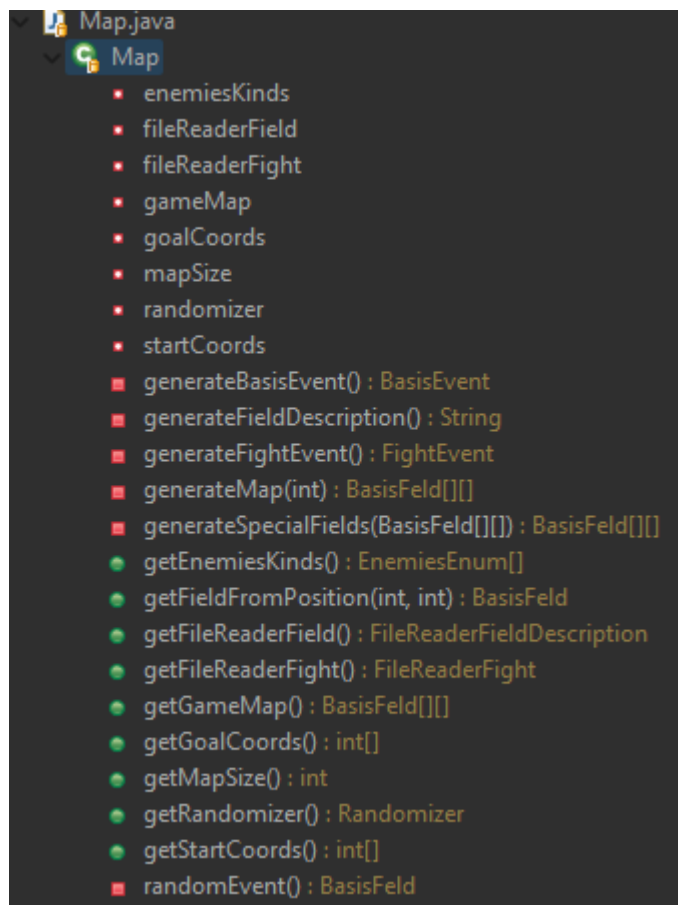 Map.java
Map
enemiesKinds
fileReaderField
fileReaderFight
gameMap
goalCoords
mapSize
randomizer
startCoords
generateBasisEvent() : BasisEvent
generateFieldDescription() : String
generateFightEvent() : FightEvent
generateMap(int) : BasisFeld[][]
generateSpecialFields(BasisFeld[][]) : BasisFeld[][]
getEnemiesKinds() : EnemiesEnum[]
getFieldFromPosition(int, int) : BasisFeld
getFileReaderField() : FileReaderFieldDescription
getFileReaderFight() : FileReaderFight
getGameMap() : BasisFeld[][]
getGoalCoords() : int[]
getMapSize() : int
getRandomizer() : Randomizer
getStartCoords() : int[]
randomEvent() : BasisFeld